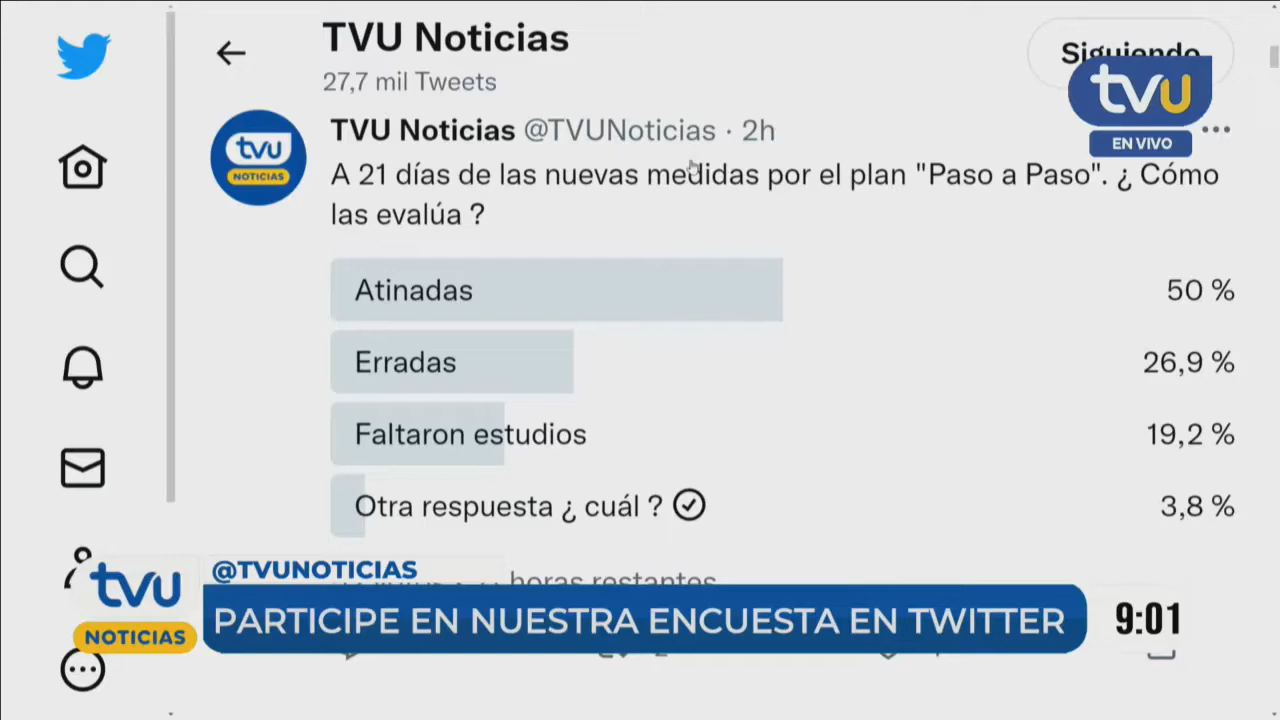 TVU Noticias
27,7 mil Tweets
Siguiendo
tvu
EN VIVO
TVU Noticias @TVUNoticias · 2h
tvu
NOTICIAS
A 21 días de las nuevas medidas por el plan "Paso a Paso". ¿ Cómo
las evalúa ?
Atinadas 50 %
Erradas 26,9 %
Faltaron estudios 19,2 %
Otra respuesta ¿ cuál ? 3,8 %
horas restantes
@TVUNOTICIAS
tvu
NOTICIAS
PARTICIPE EN NUESTRA ENCUESTA EN TWITTER
9:01